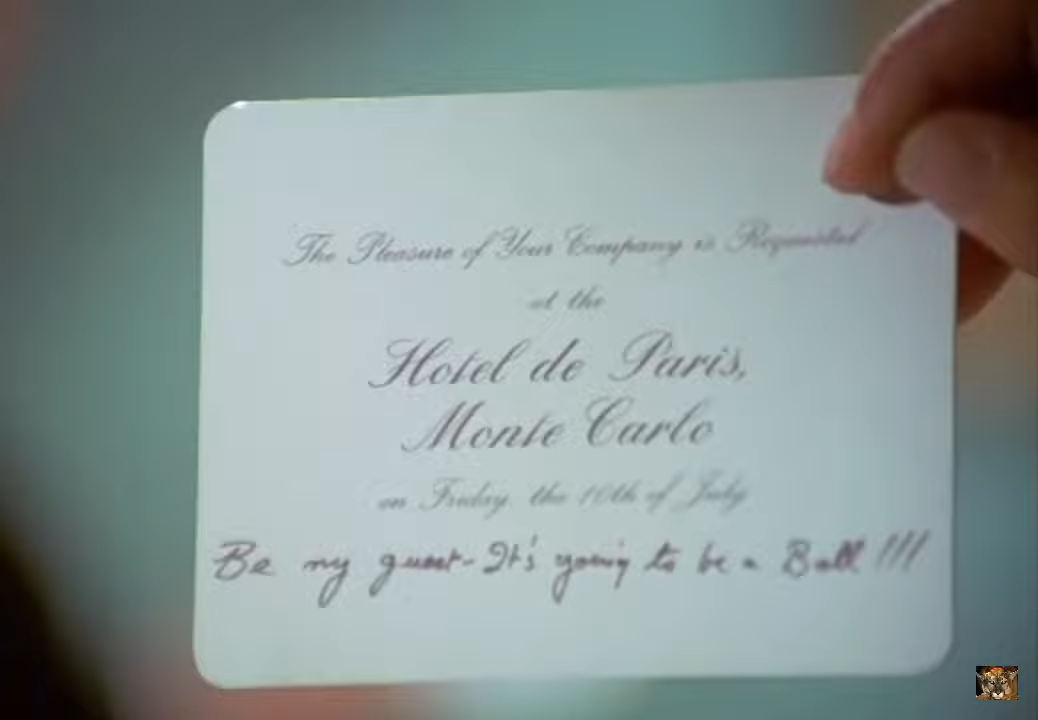 The Pleasure of Your Company is Requested
at the
Hotel de Paris,
Monte Carlo
on Friday, the 10th of July
Be my guest - It's going to be a Ball !!!